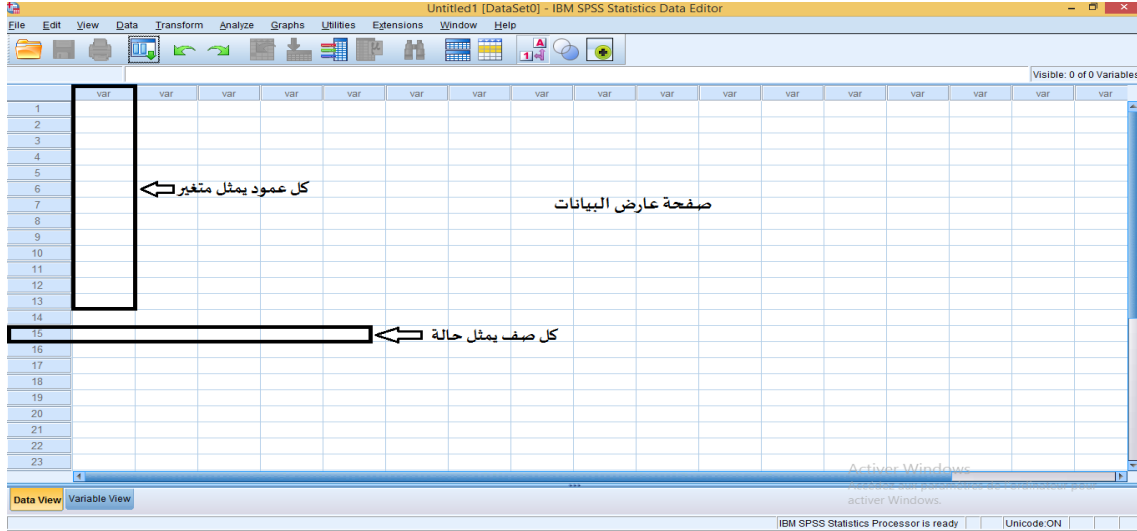 Untitled1 [DataSet0] - IBM SPSS Statistics Data Editor
File Edit View Data Transform Analyze Graphs Utilities Extensions Window Help
Visible: 0 of 0 Variables
var var var var var var var var var var var var var var var var var
1
2
3
4
5
6
كل عمود يمثل متغير
7
صفحة عارض البيانات
8
9
10
11
12
13
14
15
كل صف يمثل حالة
16
17
18
19
20
21
22
23
Activer Windows
activer Windows.
Data View Variable View
IBM SPSS Statistics Processor is ready Unicode:ON